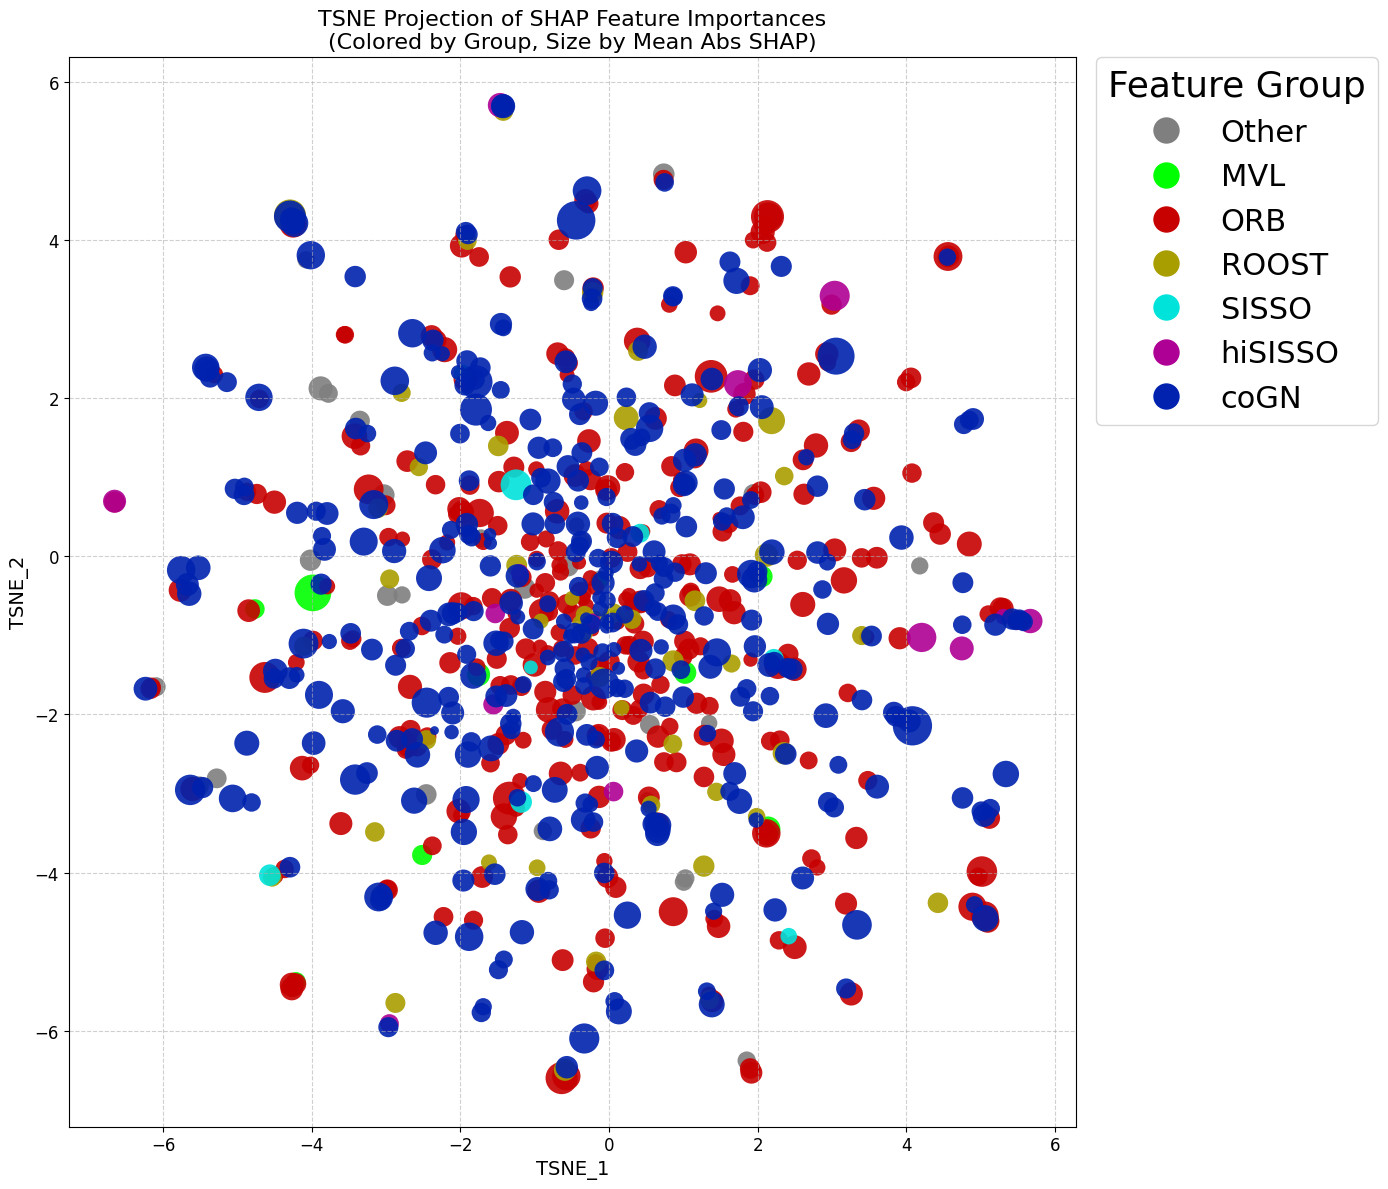 TSNE Projection of SHAP Feature Importances
(Colored by Group, Size by Mean Abs SHAP)
Feature Group
Other
MVL
ORB
ROOST
SISSO
hiSISSO
coGN
TSNE_2
6
4
2
0
−2
−4
−6
−6
−4
−2
0
2
4
6
TSNE_1